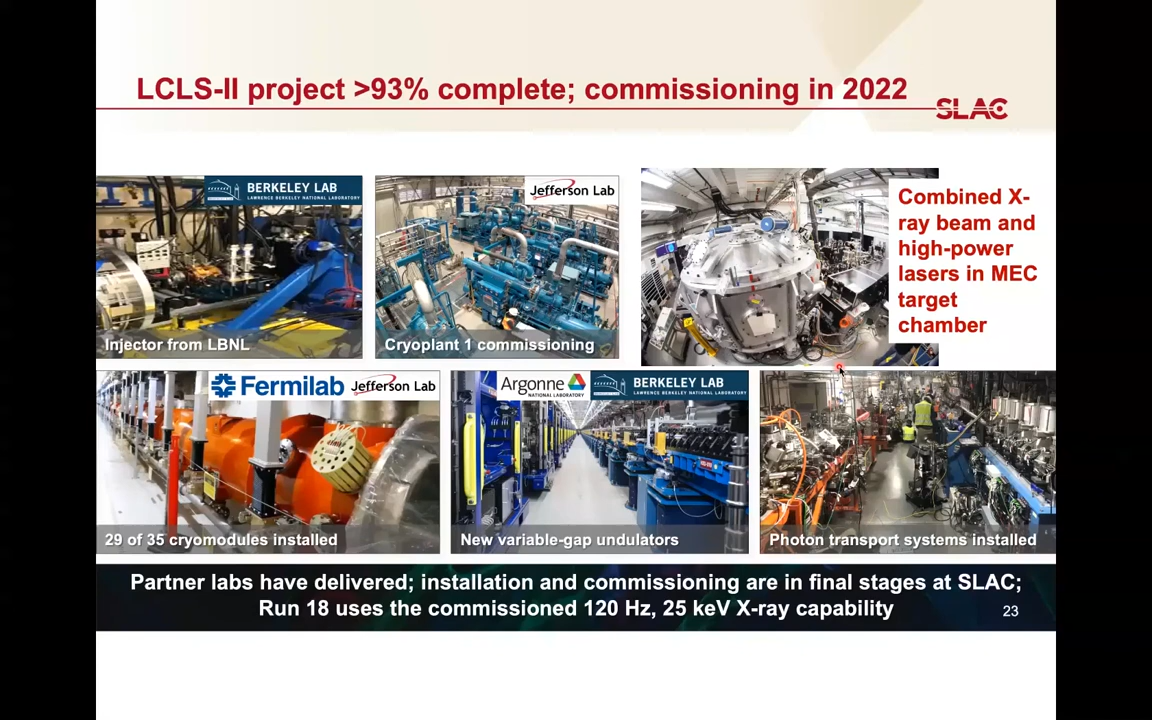 LCLS-II project >93% complete; commissioning in 2022
SLAC
BERKELEY LAB
LAWRENCE BERKELEY NATIONAL LABORATORY
Injector from LBNL
Jefferson Lab
Cryoplant 1 commissioning
Combined X-
ray beam and
high-power
lasers in MEC
target
chamber
Fermilab
Jefferson Lab
29 of 35 cryomodules installed
Argonne
NATIONAL LABORATORY
BERKELEY LAB
LAWRENCE BERKELEY NATIONAL LABORATORY
New variable-gap undulators
Photon transport systems installed
Partner labs have delivered; installation and commissioning are in final stages at SLAC;
Run 18 uses the commissioned 120 Hz, 25 keV X-ray capability
23